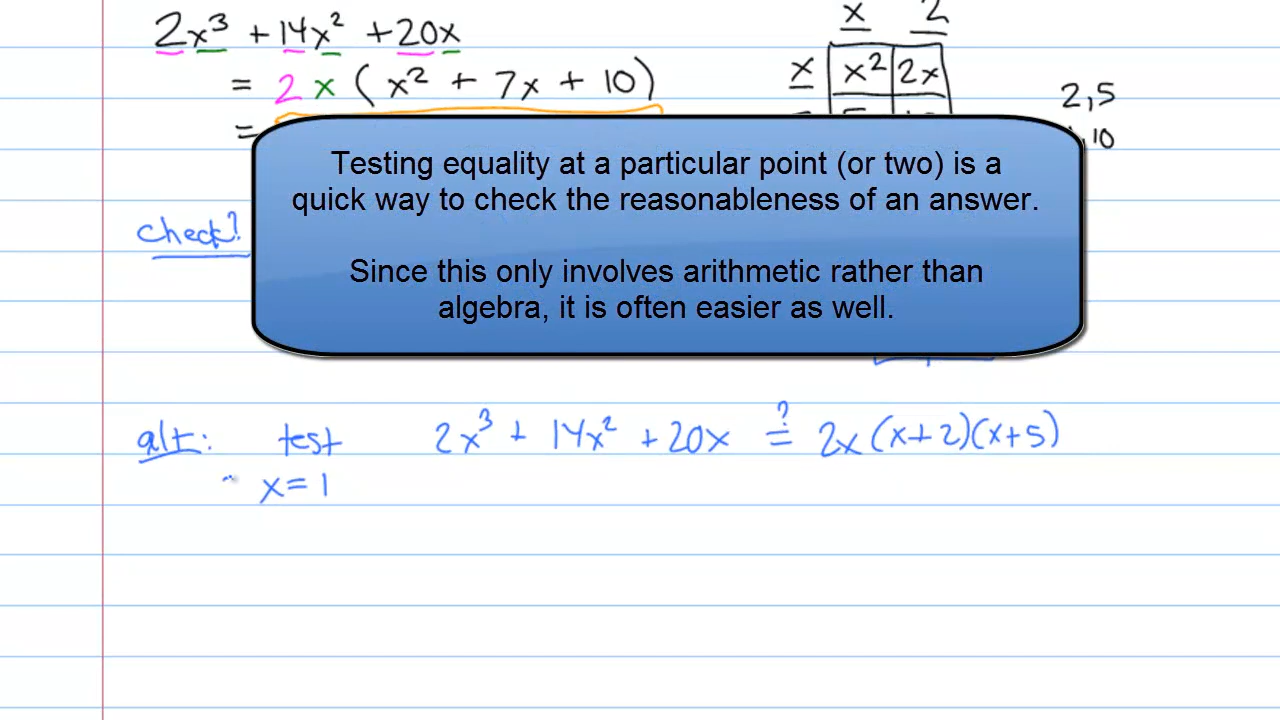 2x³ + 14x² + 20x
= 2x (x² + 7x + 10)
=
x 2
x x² 2x
2,5
,10
Testing equality at a particular point (or two) is a
quick way to check the reasonableness of an answer.
Since this only involves arithmetic rather than
algebra, it is often easier as well.
check?
alt: test 2x³ + 14x² + 20x ≟ 2x(x+2)(x+5)
x = 1